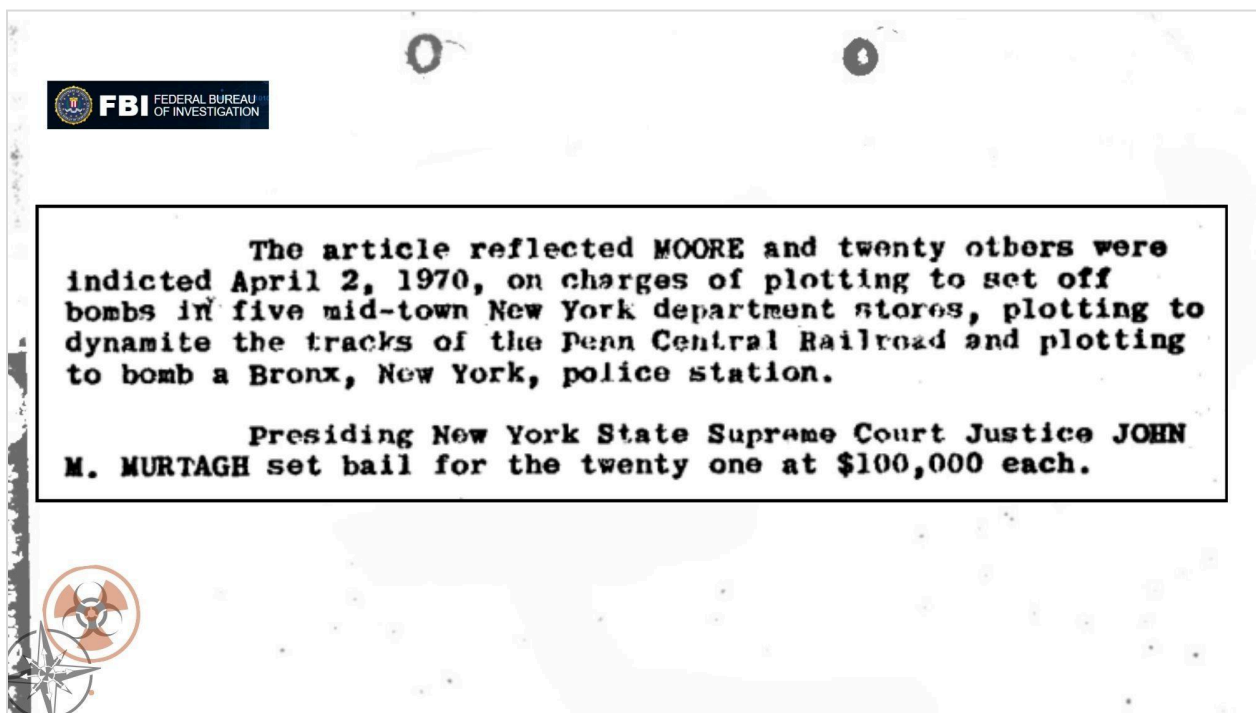 FBI FEDERAL BUREAU
OF INVESTIGATION
The article reflected MOORE and twenty others were
indicted April 2, 1970, on charges of plotting to set off
bombs in five mid-town New York department stores, plotting to
dynamite the tracks of the Penn Central Railroad and plotting
to bomb a Bronx, New York, police station.
Presiding New York State Supreme Court Justice JOHN
M. MURTAGH set bail for the twenty one at $100,000 each.